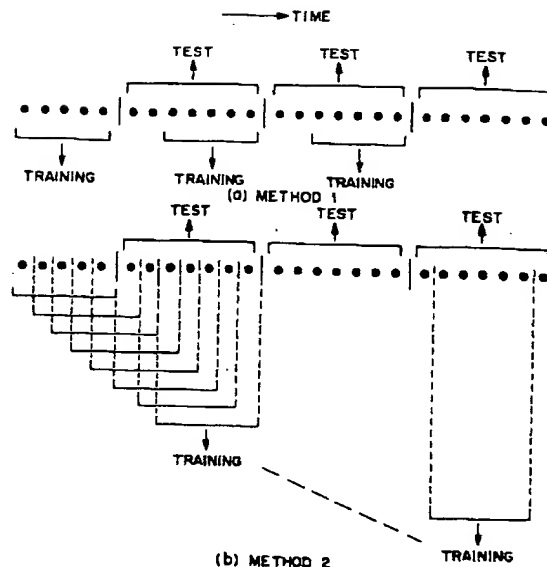 TIME
TEST TEST TEST
TRAINING TRAINING TRAINING
(a) METHOD 1
TEST TEST TEST
TRAINING
TRAINING
(b) METHOD 2